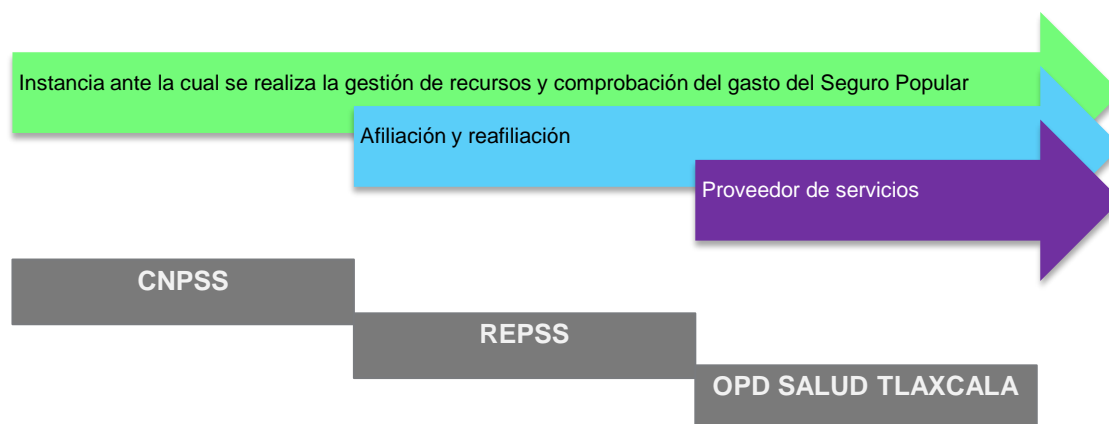 Instancia ante la cual se realiza la gestión de recursos y comprobación del gasto del Seguro Popular
Afiliación y reafiliación
Proveedor de servicios
CNPSS
REPSS
OPD SALUD TLAXCALA